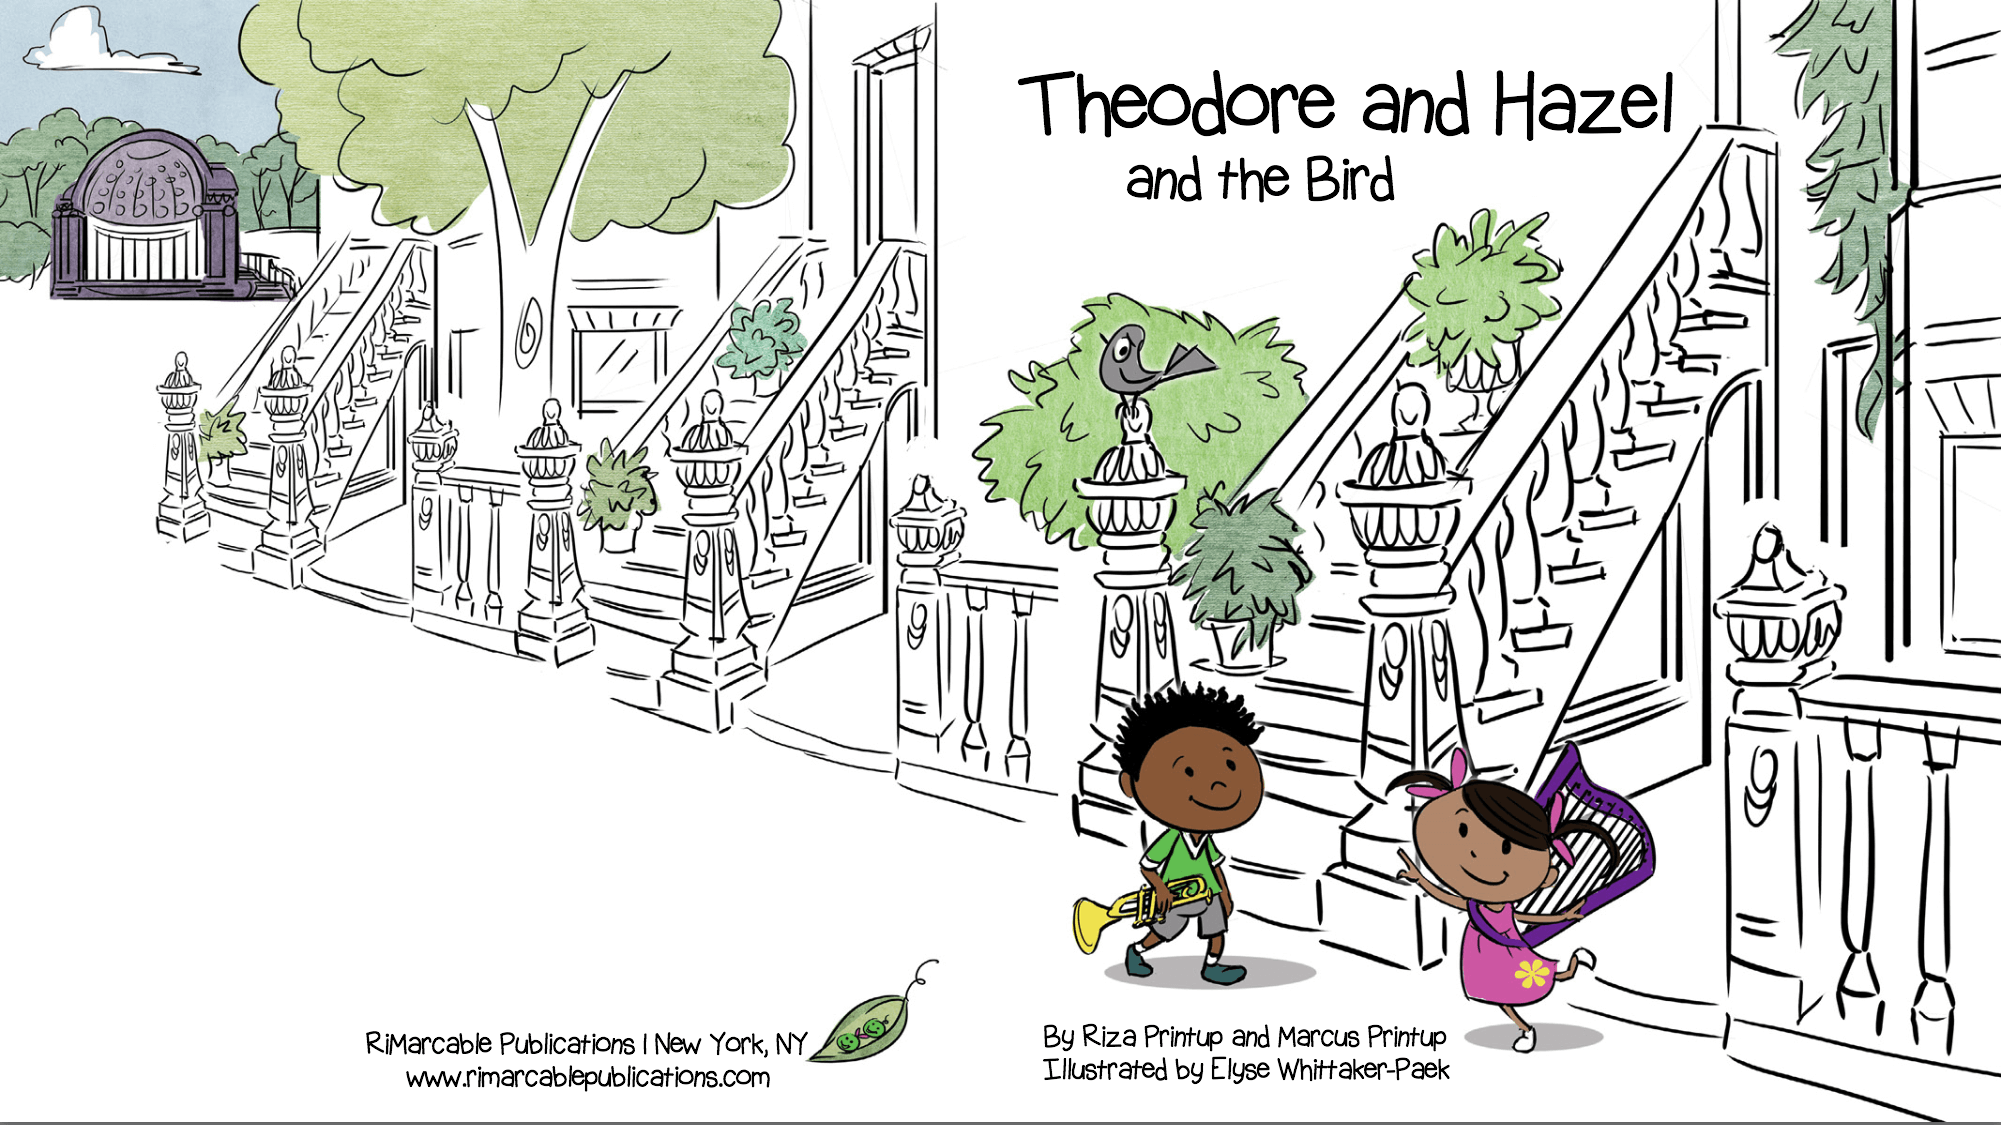 Theodore and Hazel
and the Bird
RiMarcable Publications | New York, NY
www.rimarcablepublications.com
By Riza Printup and Marcus Printup
Illustrated by Elyse Whittaker-Paek